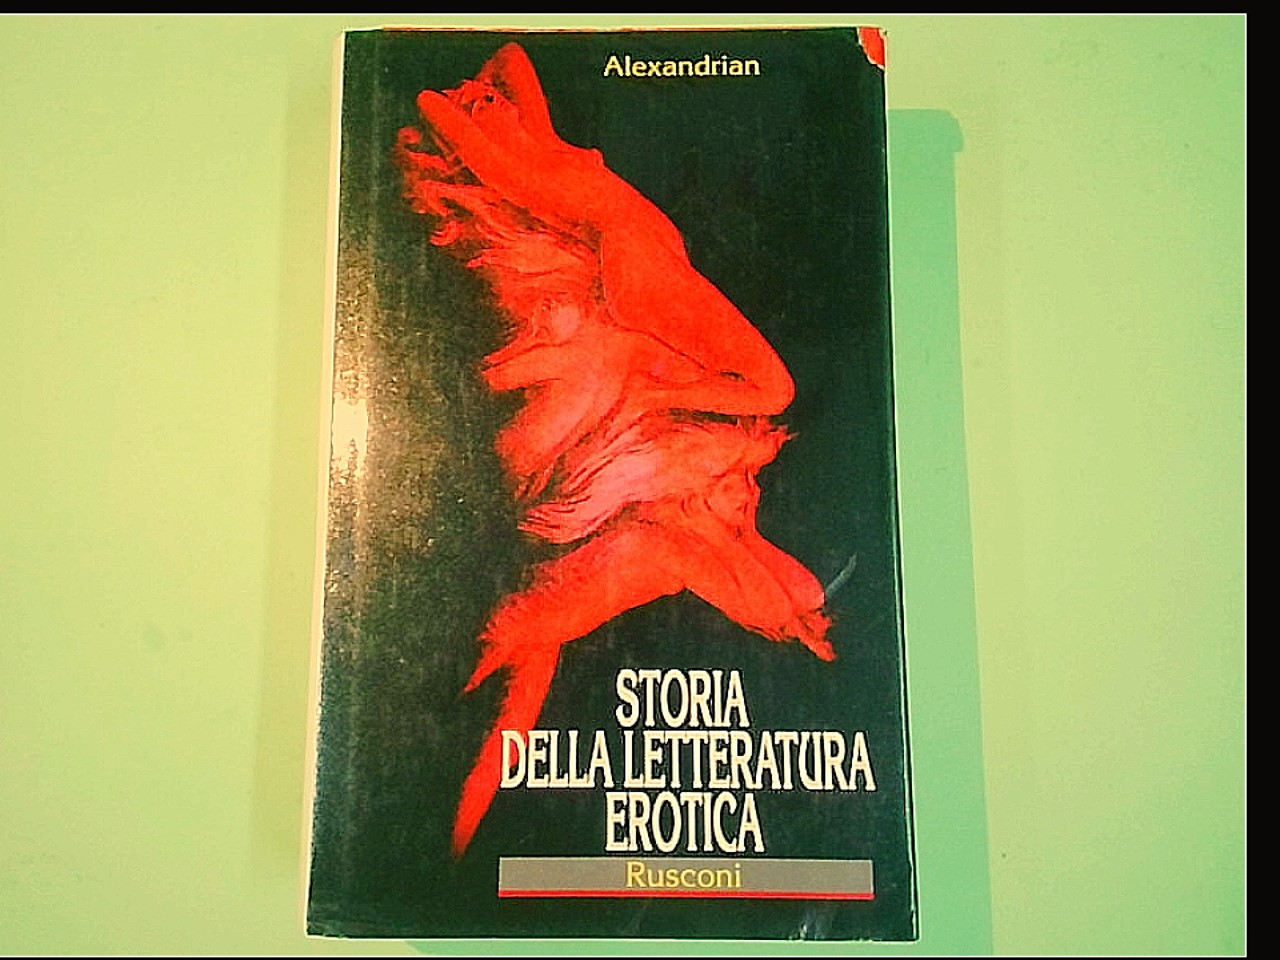 Alexandrian
STORIA
DELLA LETTERATURA
EROTICA
Rusconi